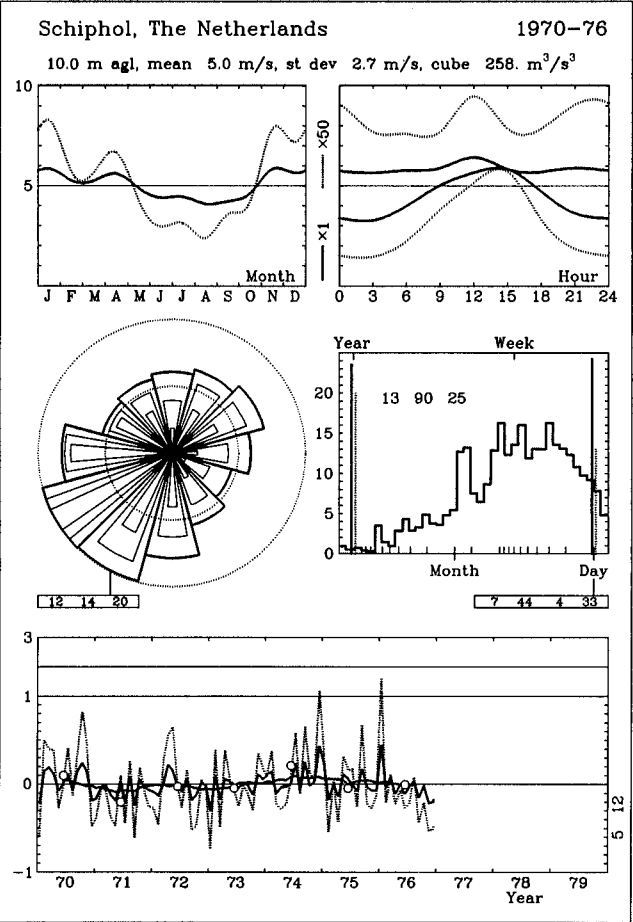 Schiphol, The Netherlands 1970-76
10.0 m agl, mean 5.0 m/s, st dev 2.7 m/s, cube 258. m³/s³
10
5
Month
J F M A M J J A S O N D
×1 ×50
Hour
0 3 6 9 12 15 18 21 24
Year Week
20
15
10
5
0
13 90 25
Month Day
12 14 20
7 44 4 33
3
1
0
-1
5 12
70 71 72 73 74 75 76 77 78 79
Year